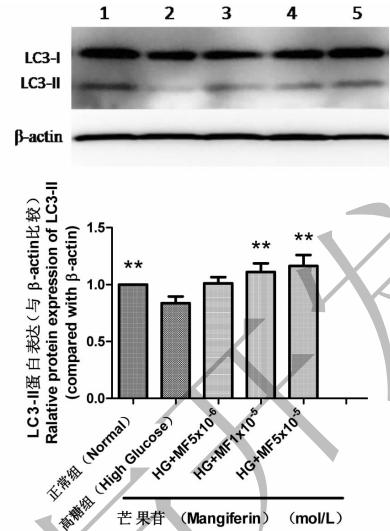 1 2 3 4 5
LC3-I
LC3-II
β-actin
LC3-II蛋白表达(与 β-actin比较)
Ralative protein expression of LC3-II
(compared with β-actin)
1.5
1.0
0.5
0.0
** ** **
正常组(Normal)
高糖组(High Glucose)
HG+MF5x10-6
HG+MF1x10-5
HG+MF5x10-5
芒果苷 (Mangiferin) (mol/L)